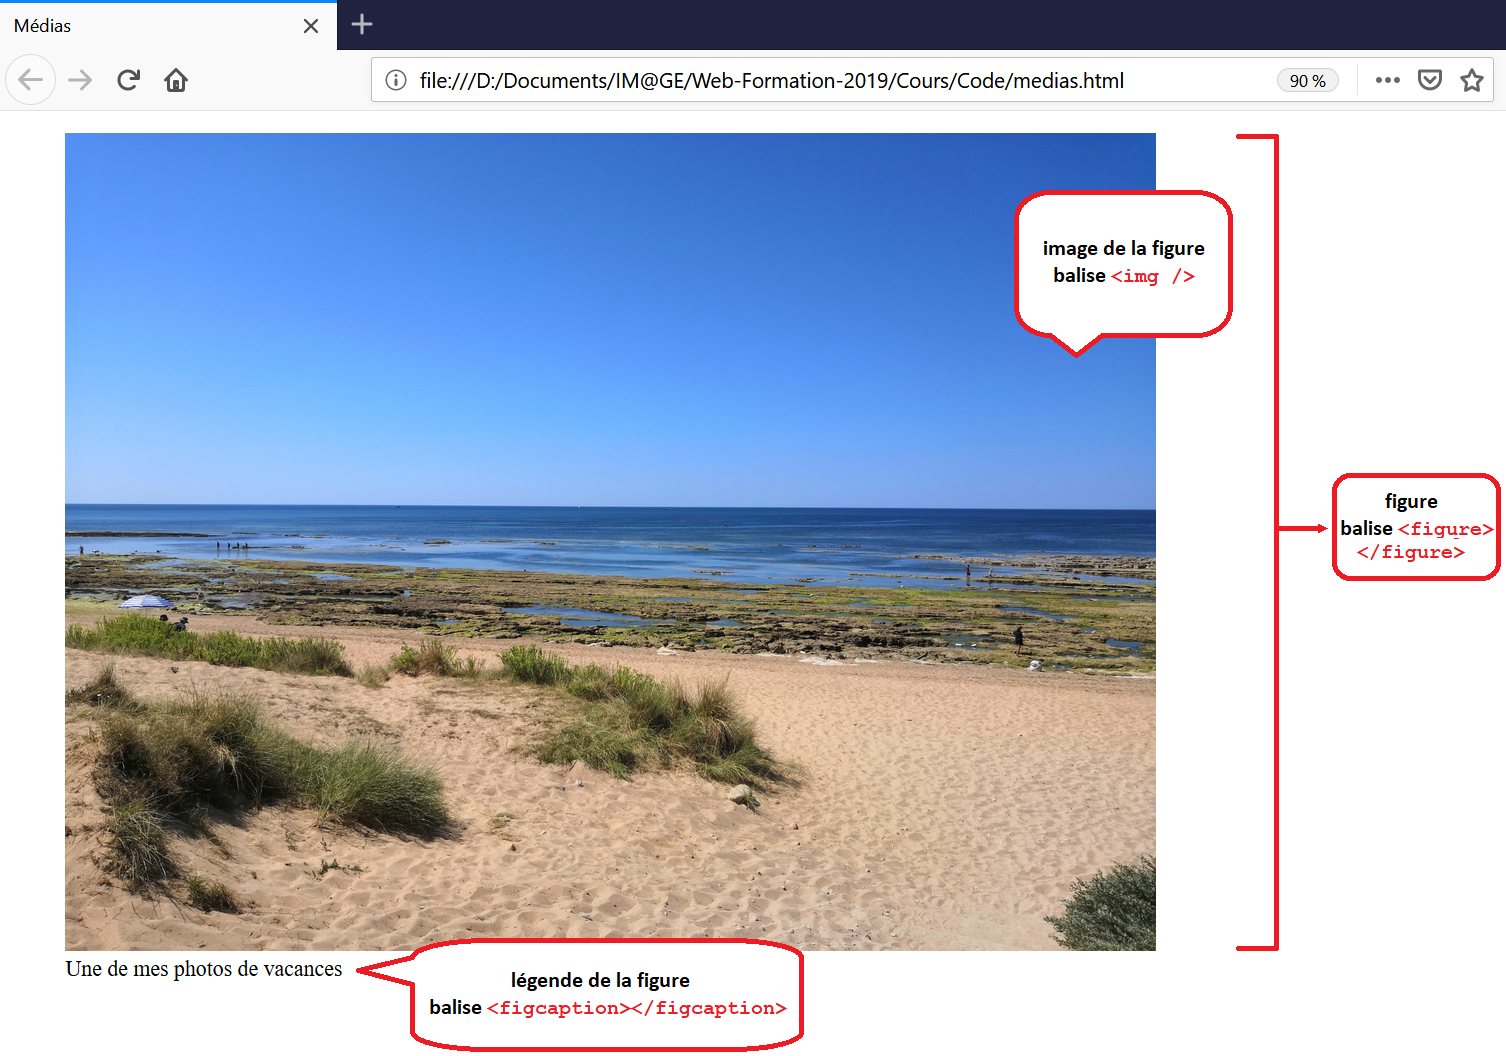 Médias
file:///D:/Documents/IM@GE/Web-Formation-2019/Cours/Code/medias.html
90 %
image de la figure
balise <img />
figure
balise <figure>
</figure>
Une de mes photos de vacances
légende de la figure
balise <figcaption></figcaption>